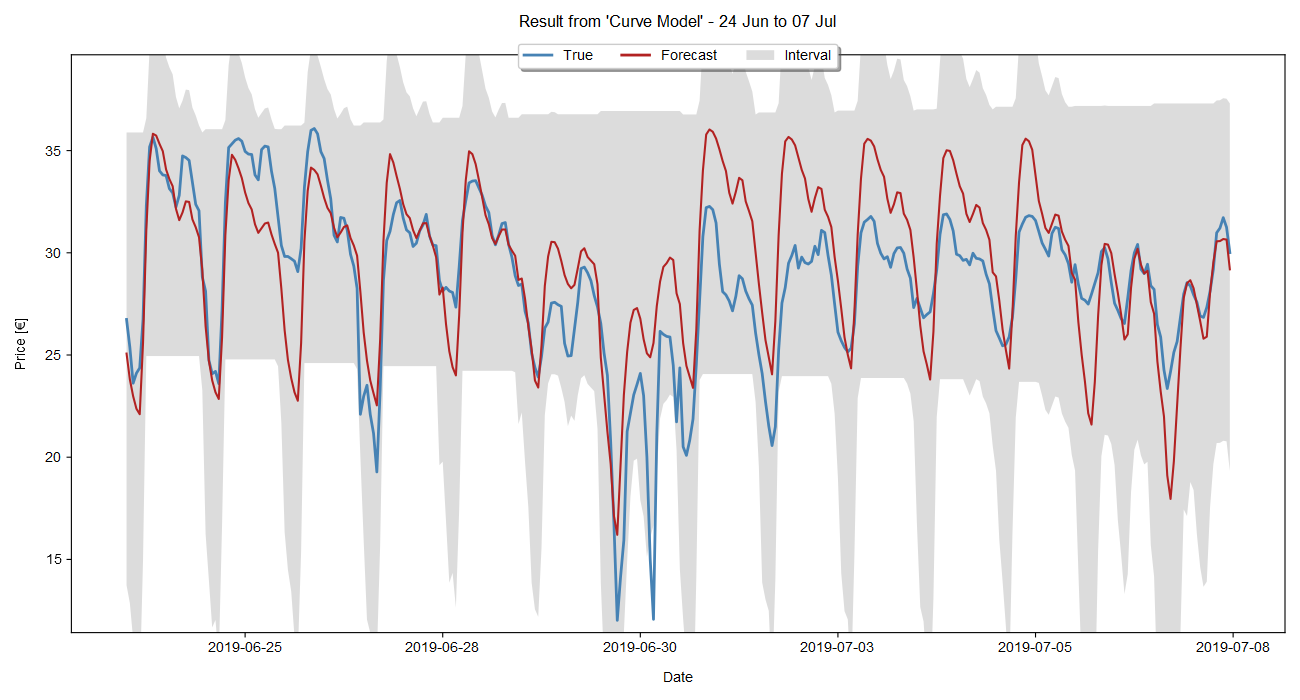 Result from 'Curve Model' - 24 Jun to 07 Jul
True Forecast Interval
Price [€]
35
30
25
20
15
2019-06-25 2019-06-28 2019-06-30 2019-07-03 2019-07-05 2019-07-08
Date